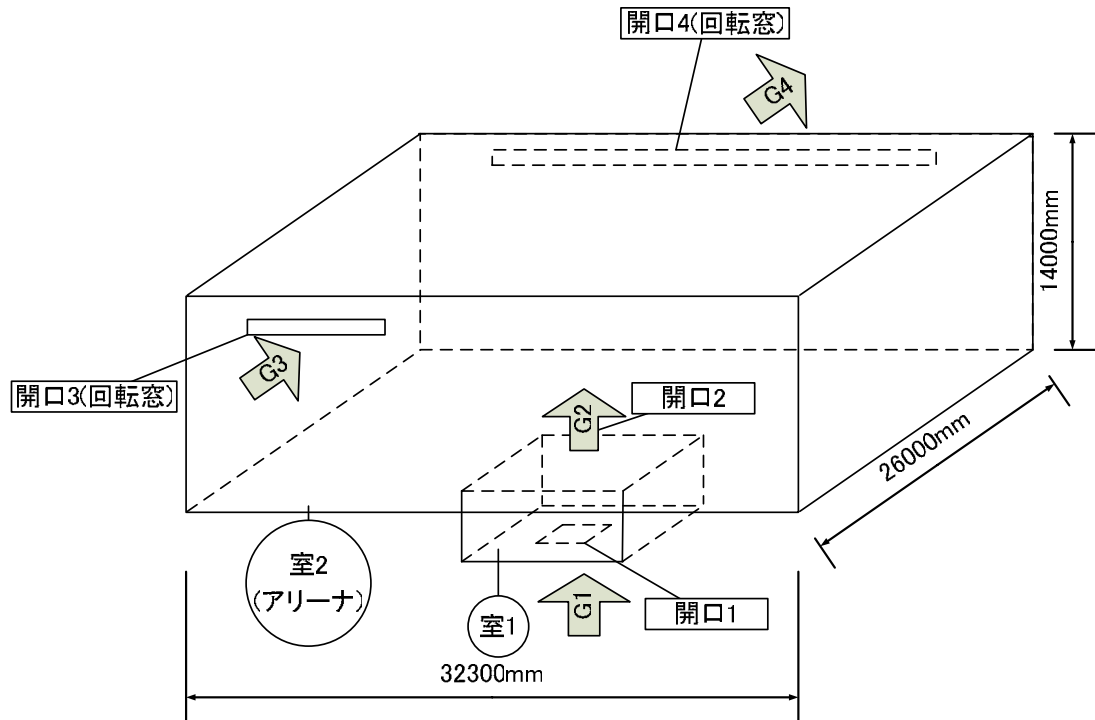 開口4(回転窓)
G4
14000mm
G3
開口3(回転窓)
G2
開口2
26000mm
室2
(アリーナ)
G1
開口1
室1
32300mm